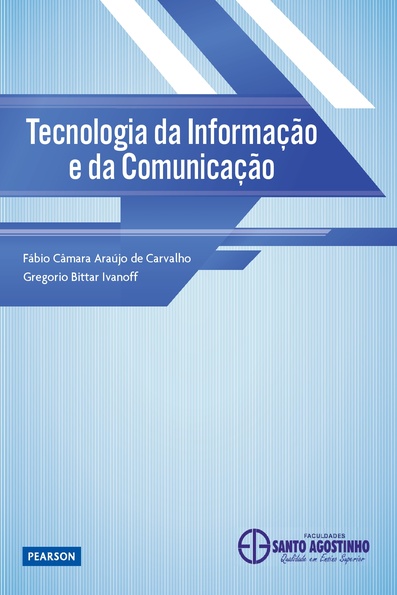 Tecnologia da Informação
e da Comunicação
Fábio Câmara Araújo de Carvalho
Gregorio Bittar Ivanoff
PEARSON
FACULDADES
SANTO AGOSTINHO
Qualidade em Ensino Superior